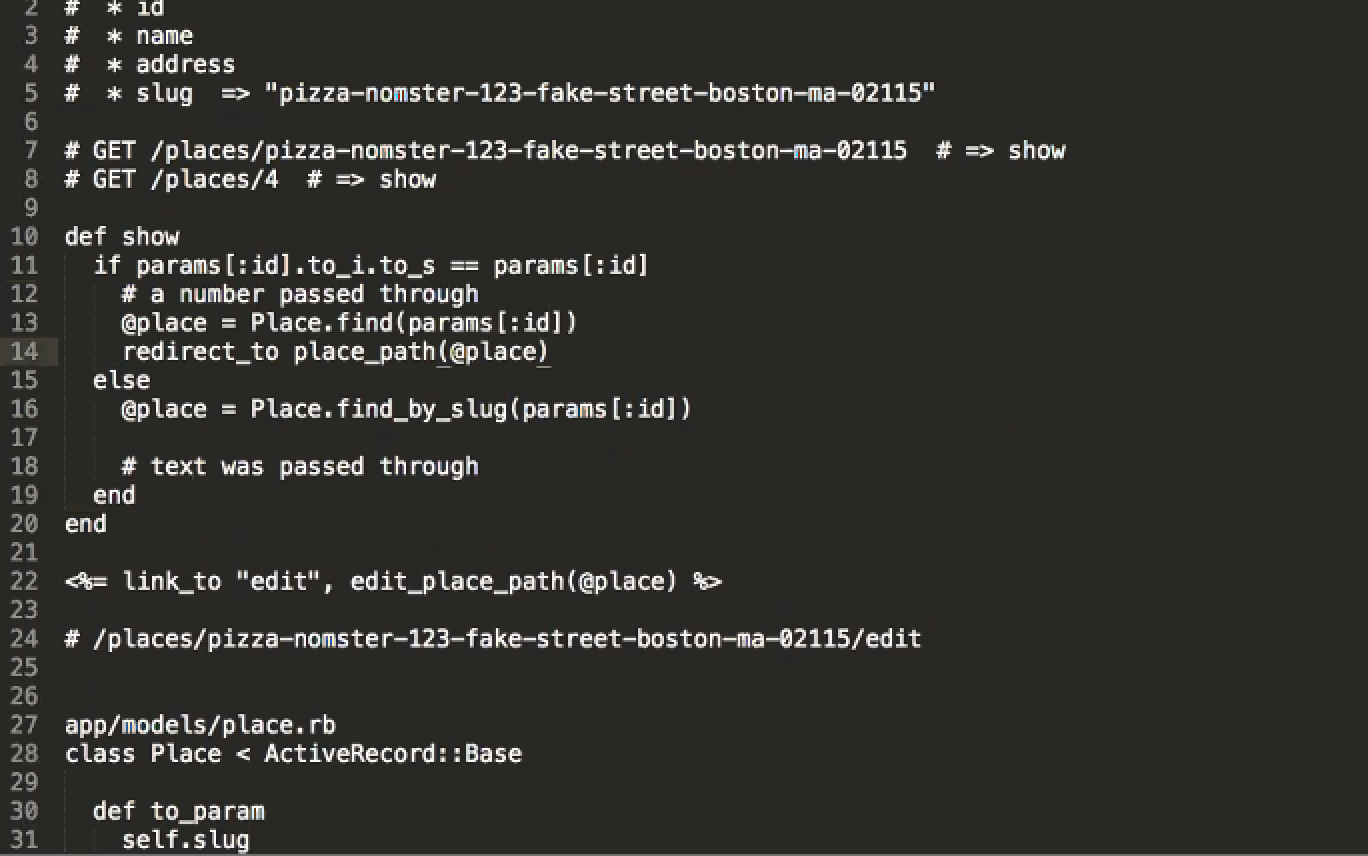 2 #  * id
3 #  * name
4 #  * address
5 #  * slug  => "pizza-nomster-123-fake-street-boston-ma-02115"
6
7 # GET /places/pizza-nomster-123-fake-street-boston-ma-02115  # => show
8 # GET /places/4  # => show
9
10 def show
11   if params[:id].to_i.to_s == params[:id]
12     # a number passed through
13     @place = Place.find(params[:id])
14     redirect_to place_path(@place)
15   else
16     @place = Place.find_by_slug(params[:id])
17
18     # text was passed through
19   end
20 end
21
22 <%= link_to "edit", edit_place_path(@place) %>
23
24 # /places/pizza-nomster-123-fake-street-boston-ma-02115/edit
25
26
27 app/models/place.rb
28 class Place < ActiveRecord::Base
29
30   def to_param
31     self.slug